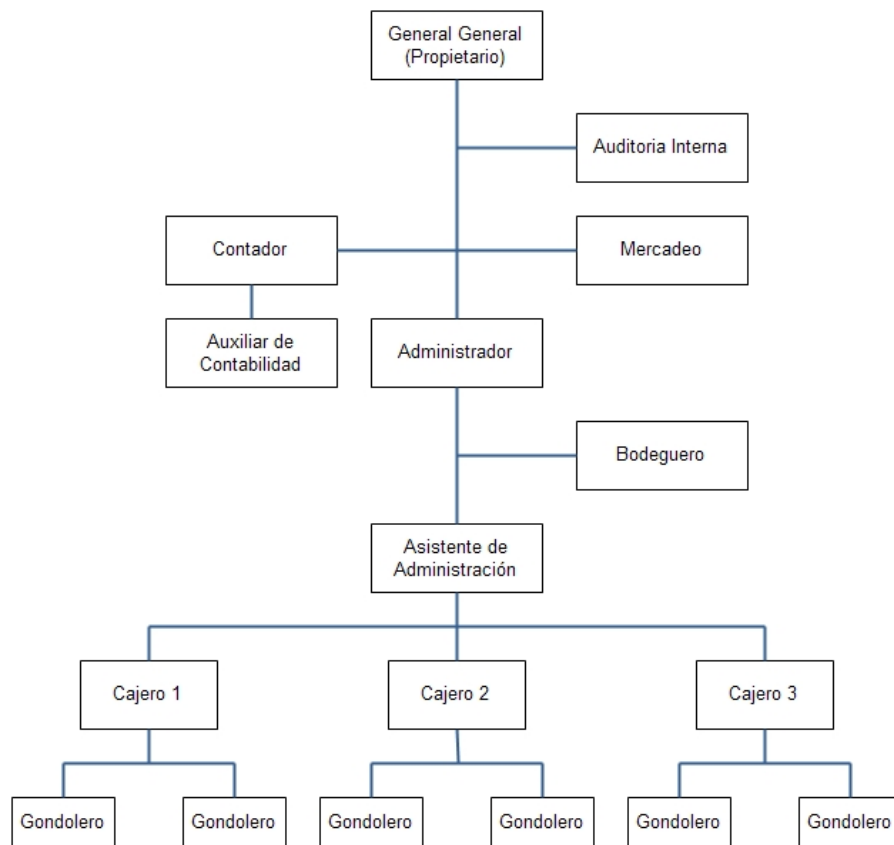 General General
(Propietario)
Auditoria Interna
Contador
Mercadeo
Auxiliar de
Contabilidad
Administrador
Bodeguero
Asistente de
Administración
Cajero 1
Cajero 2
Cajero 3
Gondolero
Gondolero
Gondolero
Gondolero
Gondolero
Gondolero